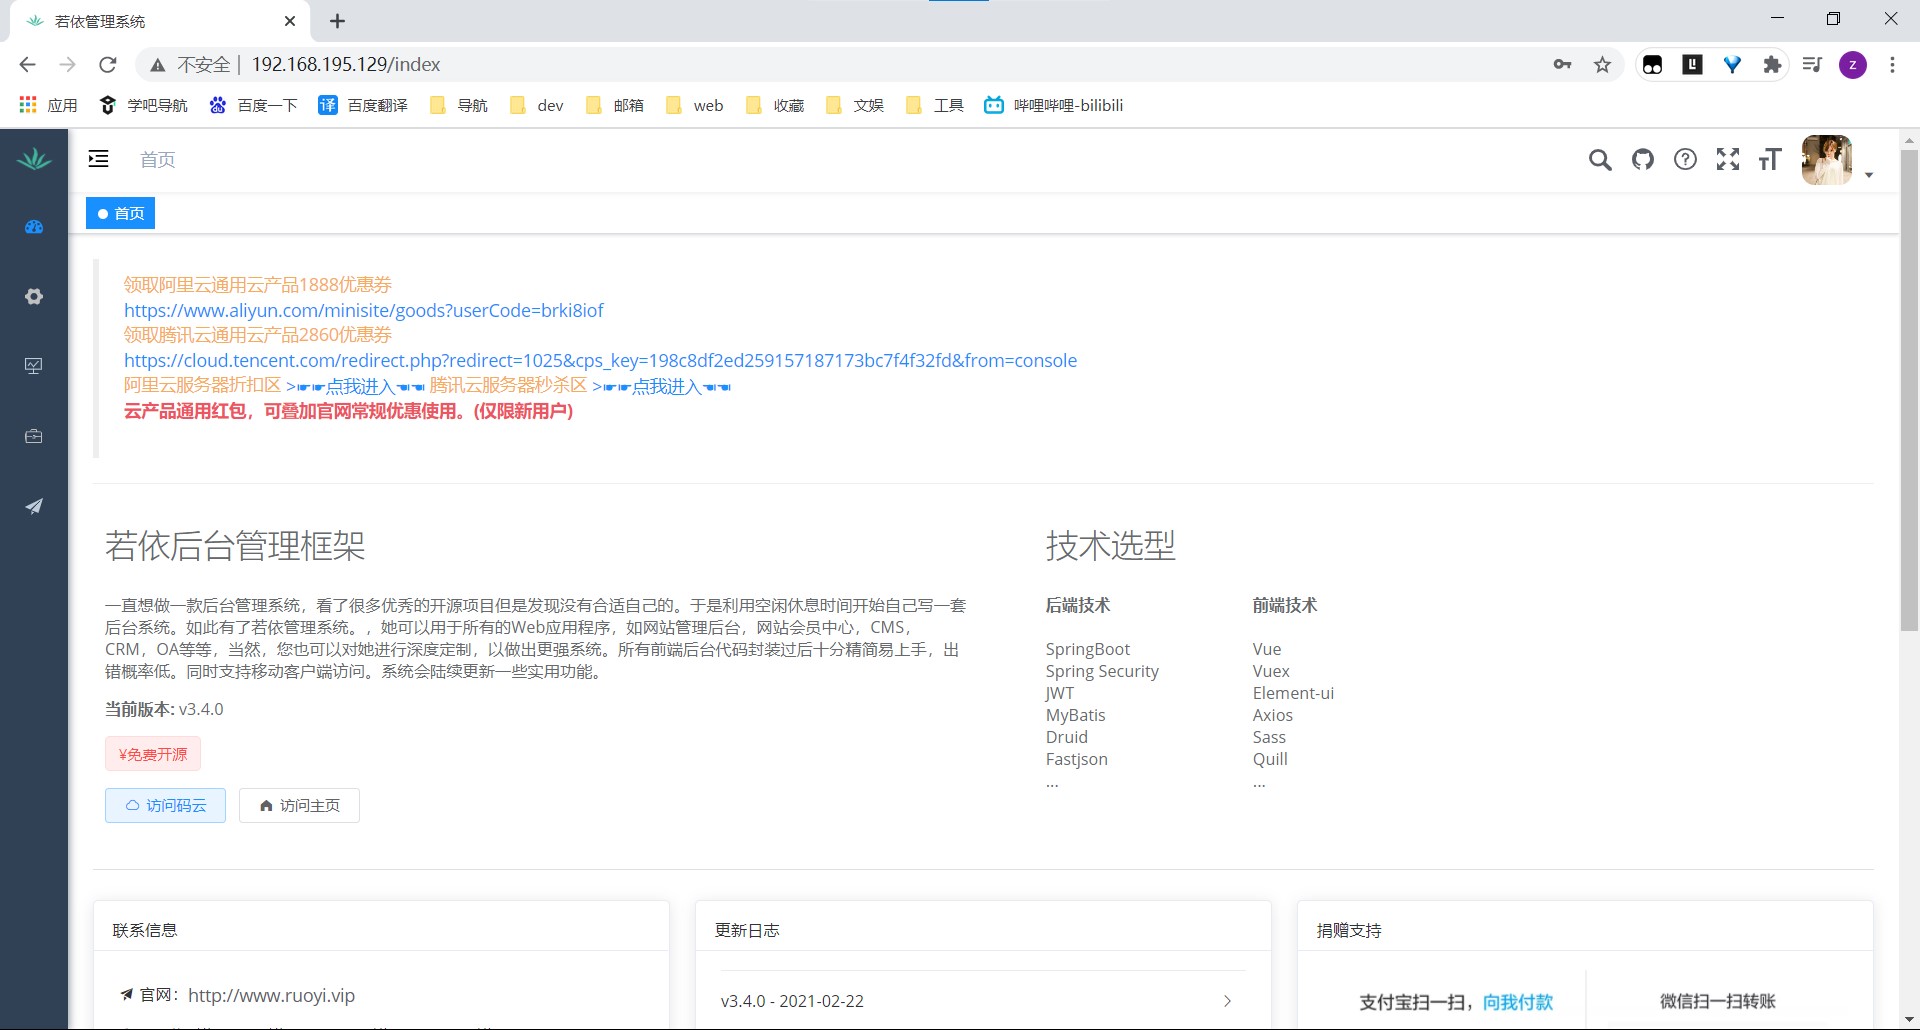 若依管理系统
不安全 | 192.168.195.129/index
Z
应用 学吧导航 百度一下 译 百度翻译 导航 dev 邮箱 web 收藏 文娱 工具 哔哩哔哩-bilibili
首页
首页
领取阿里云通用云产品1888优惠券
https://www.aliyun.com/minisite/goods?userCode=brki8iof
领取腾讯云通用云产品2860优惠券
https://cloud.tencent.com/redirect.php?redirect=1025&cps_key=198c8df2ed259157187173bc7f4f32fd&from=console
阿里云服务器折扣区 >☛☛点我进入☚☚ 腾讯云服务器秒杀区 >☛☛点我进入☚☚
云产品通用红包，可叠加官网常规优惠使用。(仅限新用户)
若依后台管理框架
一直想做一款后台管理系统，看了很多优秀的开源项目但是发现没有合适自己的。于是利用空闲休息时间开始自己写一套
后台系统。如此有了若依管理系统。，她可以用于所有的Web应用程序，如网站管理后台，网站会员中心，CMS，
CRM，OA等等，当然，您也可以对她进行深度定制，以做出更强系统。所有前端后台代码封装过后十分精简易上手，出
错概率低。同时支持移动客户端访问。系统会陆续更新一些实用功能。
当前版本: v3.4.0
¥免费开源
访问码云 访问主页
技术选型
后端技术
SpringBoot
Spring Security
JWT
MyBatis
Druid
Fastjson
...
前端技术
Vue
Vuex
Element-ui
Axios
Sass
Quill
...
联系信息
官网：http://www.ruoyi.vip
更新日志
v3.4.0 - 2021-02-22
捐赠支持
支付宝扫一扫，向我付款
微信扫一扫转账